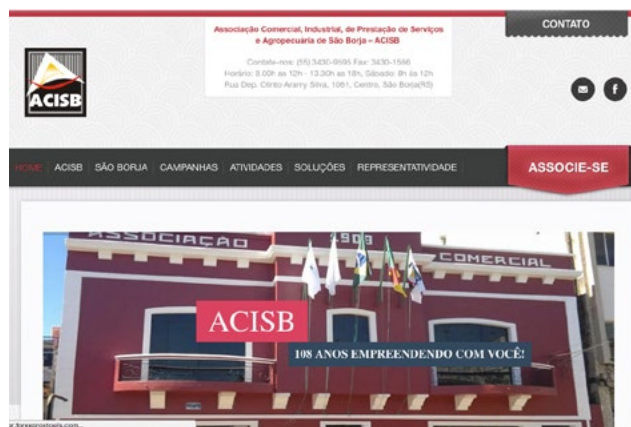 Associação Comercial, Industrial, de Prestação de Serviços
e Agropecuária de São Borja – ACISB
Contate-nos: (55) 3430-9595 Fax: 3430-1566
Horário: 8.00h as 12h - 13.30h as 18h, Sábado: 8h às 12h
Rua Dep. Olinto Aramy Silva, 1061, Centro, São Borja(RS)
CONTATO
ACISB
f
HOME ACISB SÃO BORJA CAMPANHAS ATIVIDADES SOLUÇÕES REPRESENTATIVIDADE
ASSOCIE-SE
ASSOCIAÇÃO 1908 COMERCIAL
ACISB
108 ANOS EMPREENDENDO COM VOCÊ!